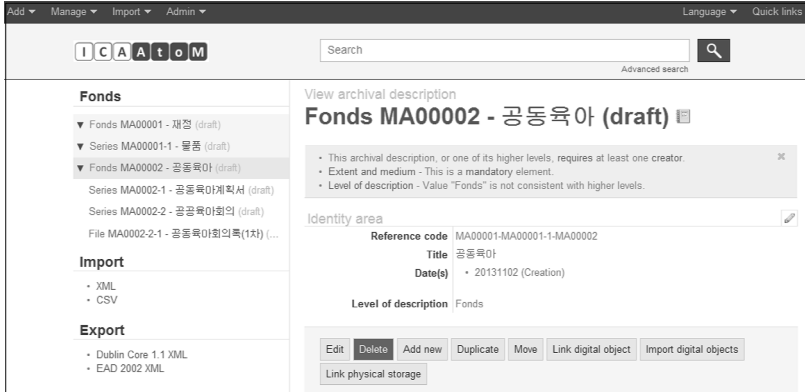 Add Manage Import Admin Language Quick links
ICAAtoM
Search
Advanced search
Fonds
Fonds MA00001 - 재정 (draft)
Series MA00001-1 - 물품 (draft)
Fonds MA00002 - 공동육아 (draft)
Series MA0002-1 - 공동육아계획서 (draft)
Series MA0002-2 - 공공육아회의 (draft)
File MA0002-2-1 - 공동육아회의록(1차) (...
Import
• XML
• CSV
Export
• Dublin Core 1.1 XML
• EAD 2002 XML
View archival description
Fonds MA00002 - 공동육아 (draft)
• This archival description, or one of its higher levels, requires at least one creator.
• Extent and medium - This is a mandatory element.
• Level of description - Value "Fonds" is not consistent with higher levels.
Identity area
Reference code MA00001-MA00001-1-MA00002
Title 공동육아
Date(s) • 20131102 (Creation)
Level of description Fonds
Edit Delete Add new Duplicate Move Link digital object Import digital objects
Link physical storage